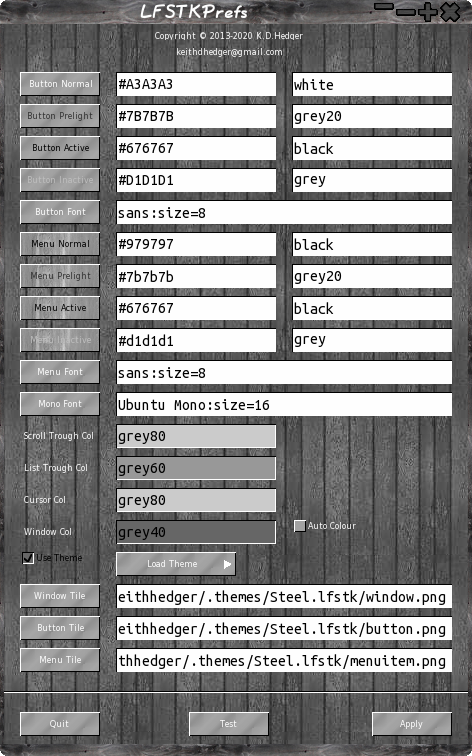 LFSTKPrefs
Copyright © 2013-2020 K.D.Hedger
keithdhedger@gmail.com
Button Normal #A3A3A3 white
Button Prelight #7B7B7B grey20
Button Active #676767 black
Button Inactive #D1D1D1 grey
Button Font sans:size=8
Menu Normal #979797 black
Menu Prelight #7b7b7b grey20
Menu Active #676767 black
Menu Inactive #d1d1d1 grey
Menu Font sans:size=8
Mono Font Ubuntu Mono:size=16
Scroll Trough Col grey80
List Trough Col grey60
Cursor Col grey80
Window Col grey40 Auto Colour
Use Theme Load Theme
Window Tile eithhedger/.themes/Steel.lfstk/window.png
Button Tile eithhedger/.themes/Steel.lfstk/button.png
Menu Tile thhedger/.themes/Steel.lfstk/menuitem.png
Quit Test Apply